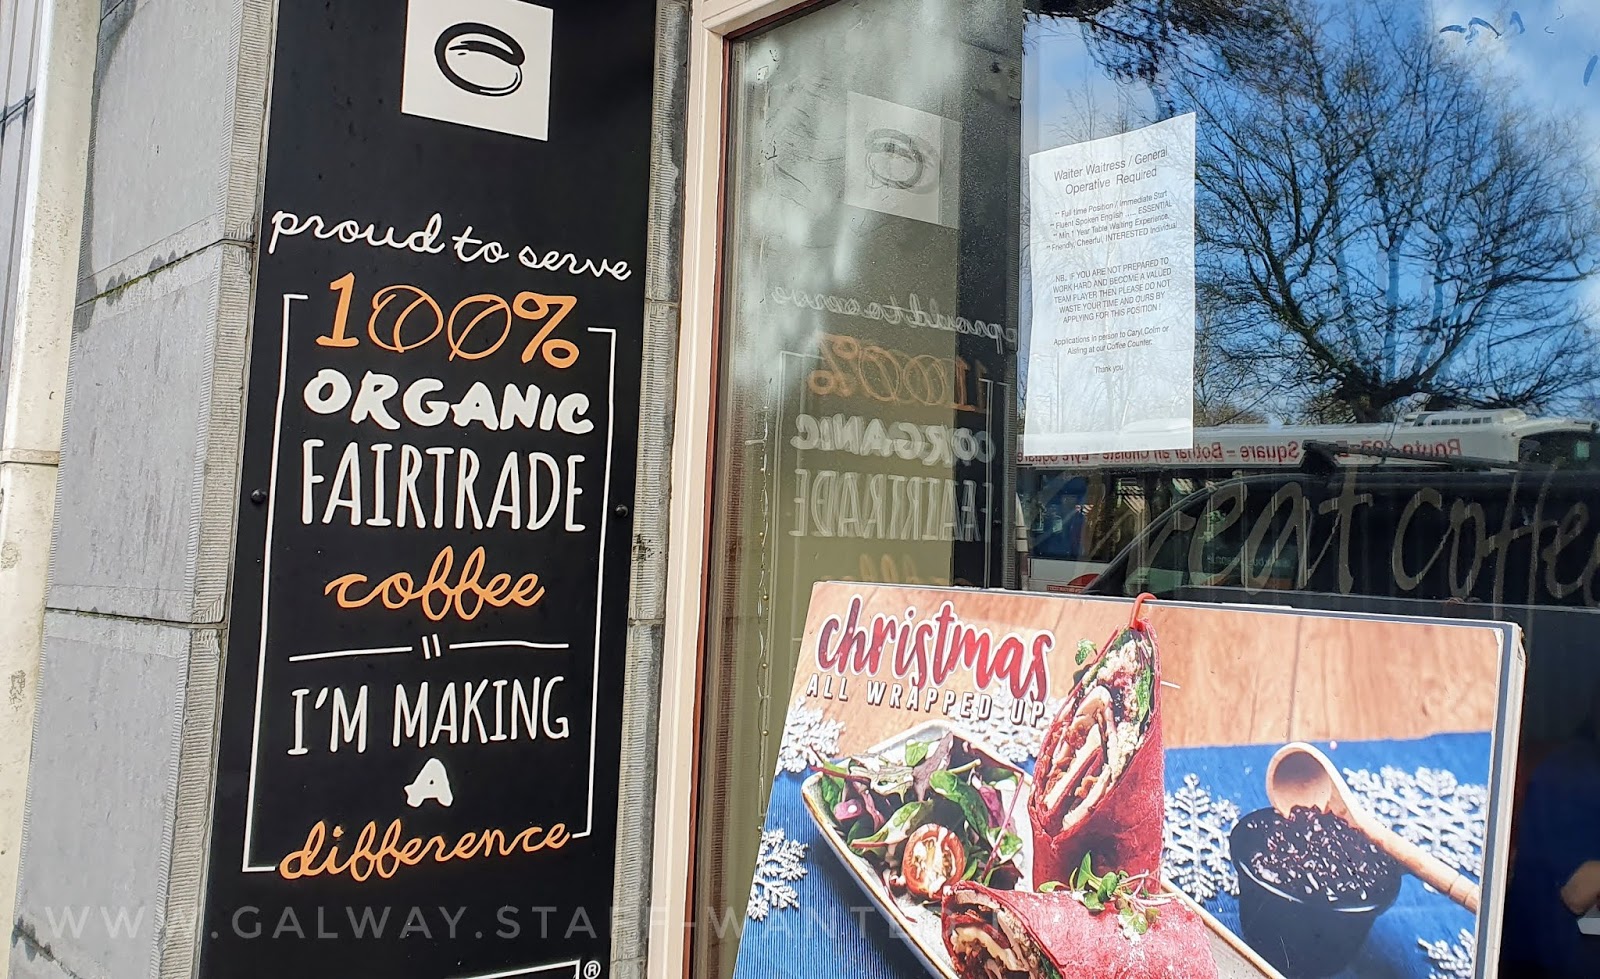 proud to serve
100%
ORGANIC
FAIRTRADE
coffee
I'M MAKING
A
difference
®
Waiter Waitress / General
Operative Required
** Full time Position / Immediate Start
** Fluent Spoken English ..... ESSENTIAL
** Min 1 Year Table Waiting Experience,
** Friendly, Cheerful, INTERESTED Individual
NB, IF YOU ARE NOT PREPARED TO
WORK HARD AND BECOME A VALUED
TEAM PLAYER THEN PLEASE DO NOT
WASTE YOUR TIME AND OURS BY
APPLYING FOR THIS POSITION !
Applications in person to Caryl, Colm or
Aisling at our Coffee Counter.
Thank you
great coffee
christmas
ALL WRAPPED UP
WWW.GALWAY.STAFF-WANTE